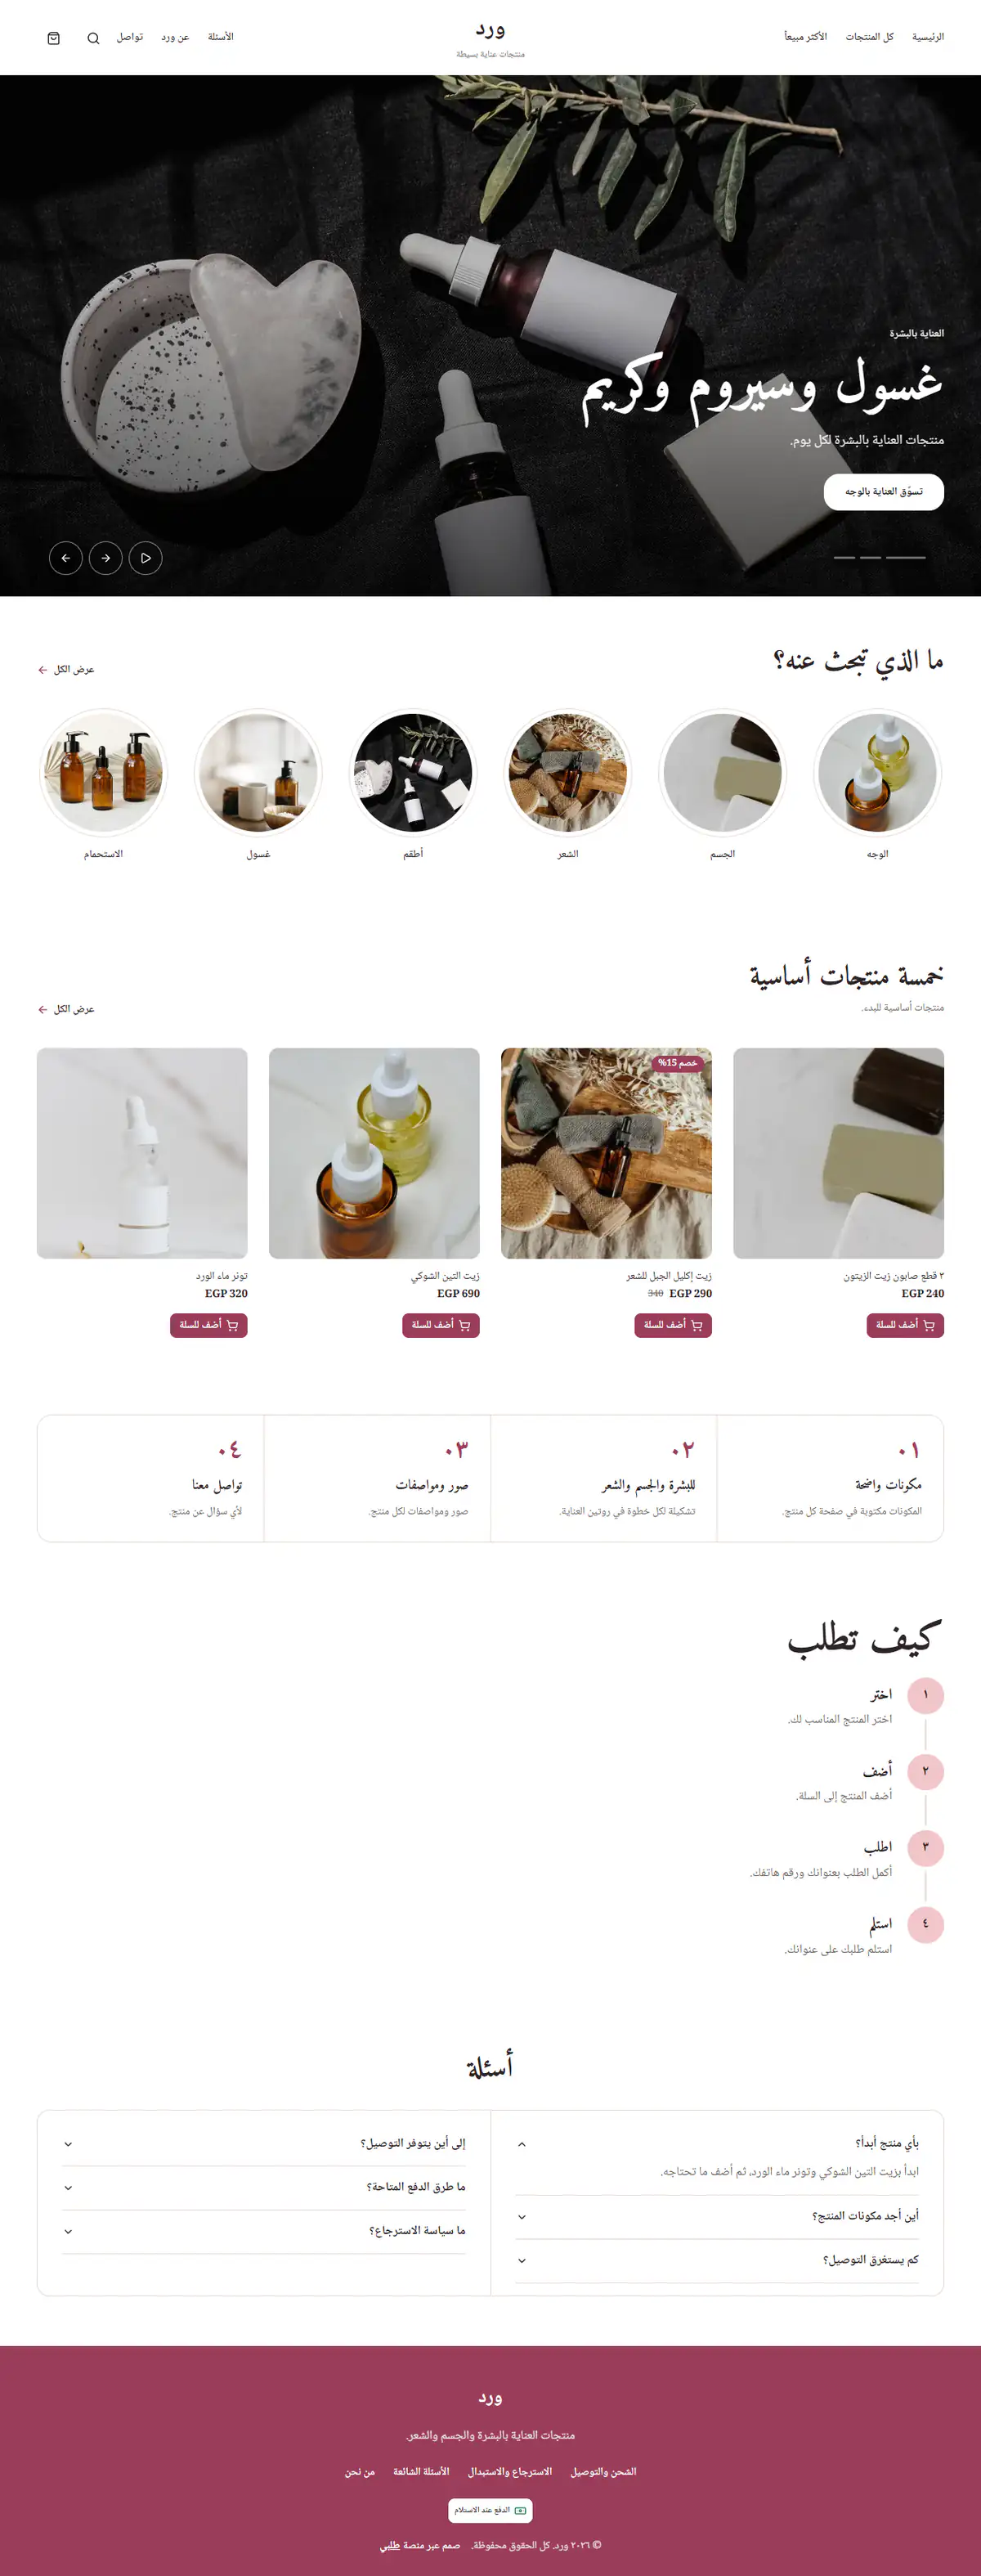 الرئيسية
كل المنتجات
الأكثر مبيعاً
ورد
منتجات عناية بسيطة
الأسئلة
عن ورد
تواصل
العناية بالبشرة
غسول وسيروم وكريم
منتجات العناية بالبشرة لكل يوم.
تسوّق العناية بالوجه
ما الذي تبحث عنه؟
عرض الكل
الوجه
الجسم
الشعر
أطقم
غسول
الاستحمام
خمسة منتجات أساسية
منتجات أساسية للبدء.
عرض الكل
خصم 15%
٣ قطع صابون زيت الزيتون
EGP 240
أضف للسلة
زيت إكليل الجبل للشعر
EGP 290 340
أضف للسلة
زيت التين الشوكي
EGP 690
أضف للسلة
تونر ماء الورد
EGP 320
أضف للسلة
٠١
مكونات واضحة
المكونات مكتوبة في صفحة كل منتج.
٠٢
للبشرة والجسم والشعر
تشكيلة لكل خطوة في روتين العناية.
٠٣
صور ومواصفات
صور ومواصفات لكل منتج.
٠٤
تواصل معنا
لأي سؤال عن منتج.
كيف تطلب
١
اختر
اختر المنتج المناسب لك.
٢
أضف
أضف المنتج إلى السلة.
٣
اطلب
أكمل الطلب بعنوانك ورقم هاتفك.
٤
استلم
استلم طلبك على عنوانك.
أسئلة
بأي منتج أبدأ؟
ابدأ بزيت التين الشوكي وتونر ماء الورد، ثم أضف ما تحتاجه.
أين أجد مكونات المنتج؟
كم يستغرق التوصيل؟
إلى أين يتوفر التوصيل؟
ما طرق الدفع المتاحة؟
ما سياسة الاسترجاع؟
ورد
منتجات العناية بالبشرة والجسم والشعر.
الشحن والتوصيل
الاسترجاع والاستبدال
الأسئلة الشائعة
من نحن
الدفع عند الاستلام
© ٢٠٢٦ ورد. كل الحقوق محفوظة.
صمم عبر منصة طلبي